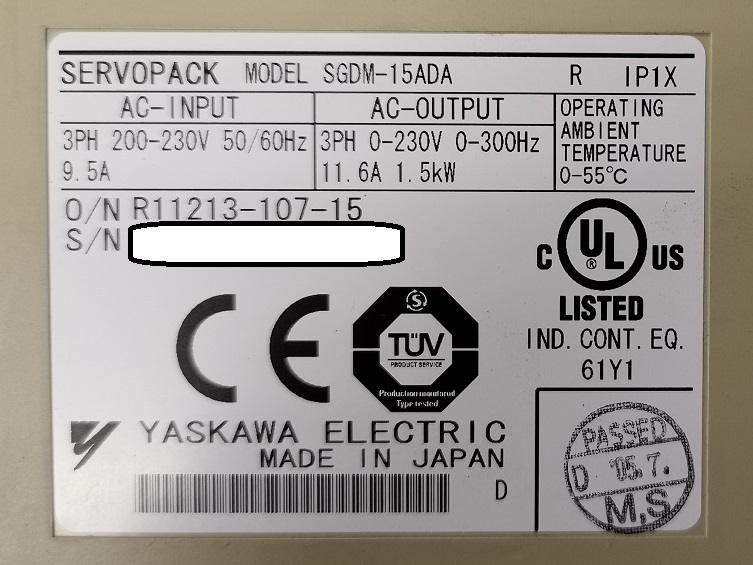 SERVOPACK MODEL SGDM-15ADA R IP1X
AC-INPUT
3PH 200-230V 50/60Hz
9.5A
AC-OUTPUT
3PH 0-230V 0-300Hz
11.6A 1.5kW
OPERATING
AMBIENT
TEMPERATURE
0-55℃
O/N R11213-107-15
S/N
C UL US
®
LISTED
IND. CONT. EQ.
61Y1
CE
S
TÜV
PRODUCT SERVICE
Production monitored
Type tested
YASKAWA ELECTRIC
MADE IN JAPAN
D
PASSED
D '05.7.
M,S